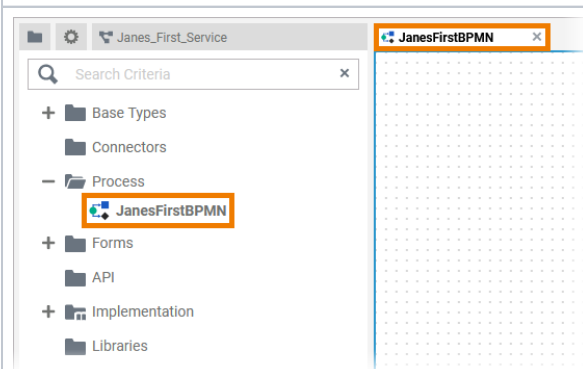 Janes_First_Service
JanesFirstBPMN
Search Criteria
Base Types
Connectors
Process
JanesFirstBPMN
Forms
API
Implementation
Libraries